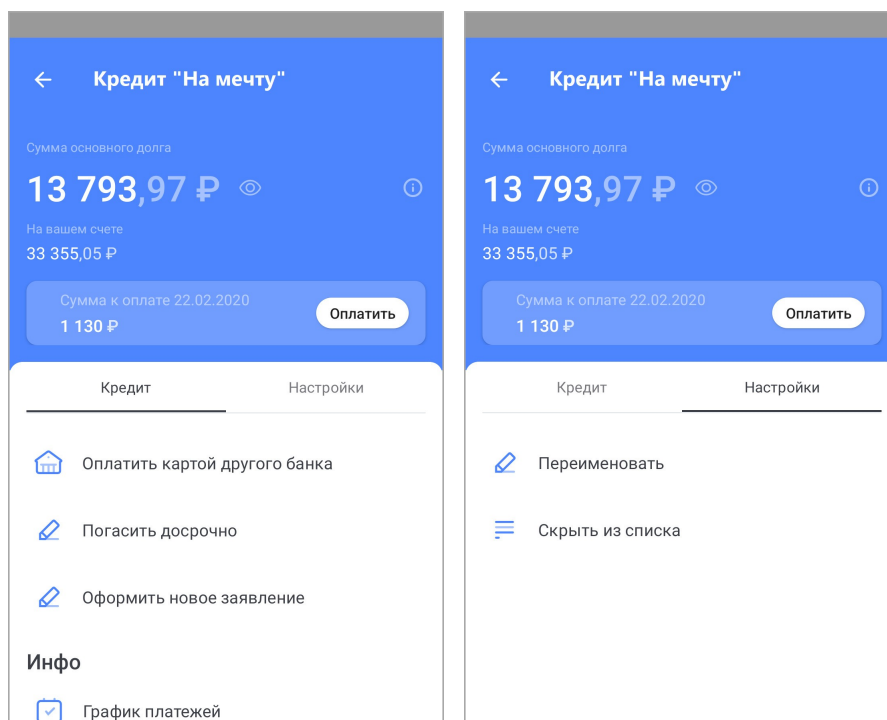 Кредит "На мечту"
Сумма основного долга
13 793,97 ₽
На вашем счете
33 355,05 ₽
Сумма к оплате 22.02.2020
1 130 ₽
Оплатить
Кредит
Настройки
Оплатить картой другого банка
Погасить досрочно
Оформить новое заявление
Инфо
График платежей
Кредит "На мечту"
Сумма основного долга
13 793,97 ₽
На вашем счете
33 355,05 ₽
Сумма к оплате 22.02.2020
1 130 ₽
Оплатить
Кредит
Настройки
Переименовать
Скрыть из списка